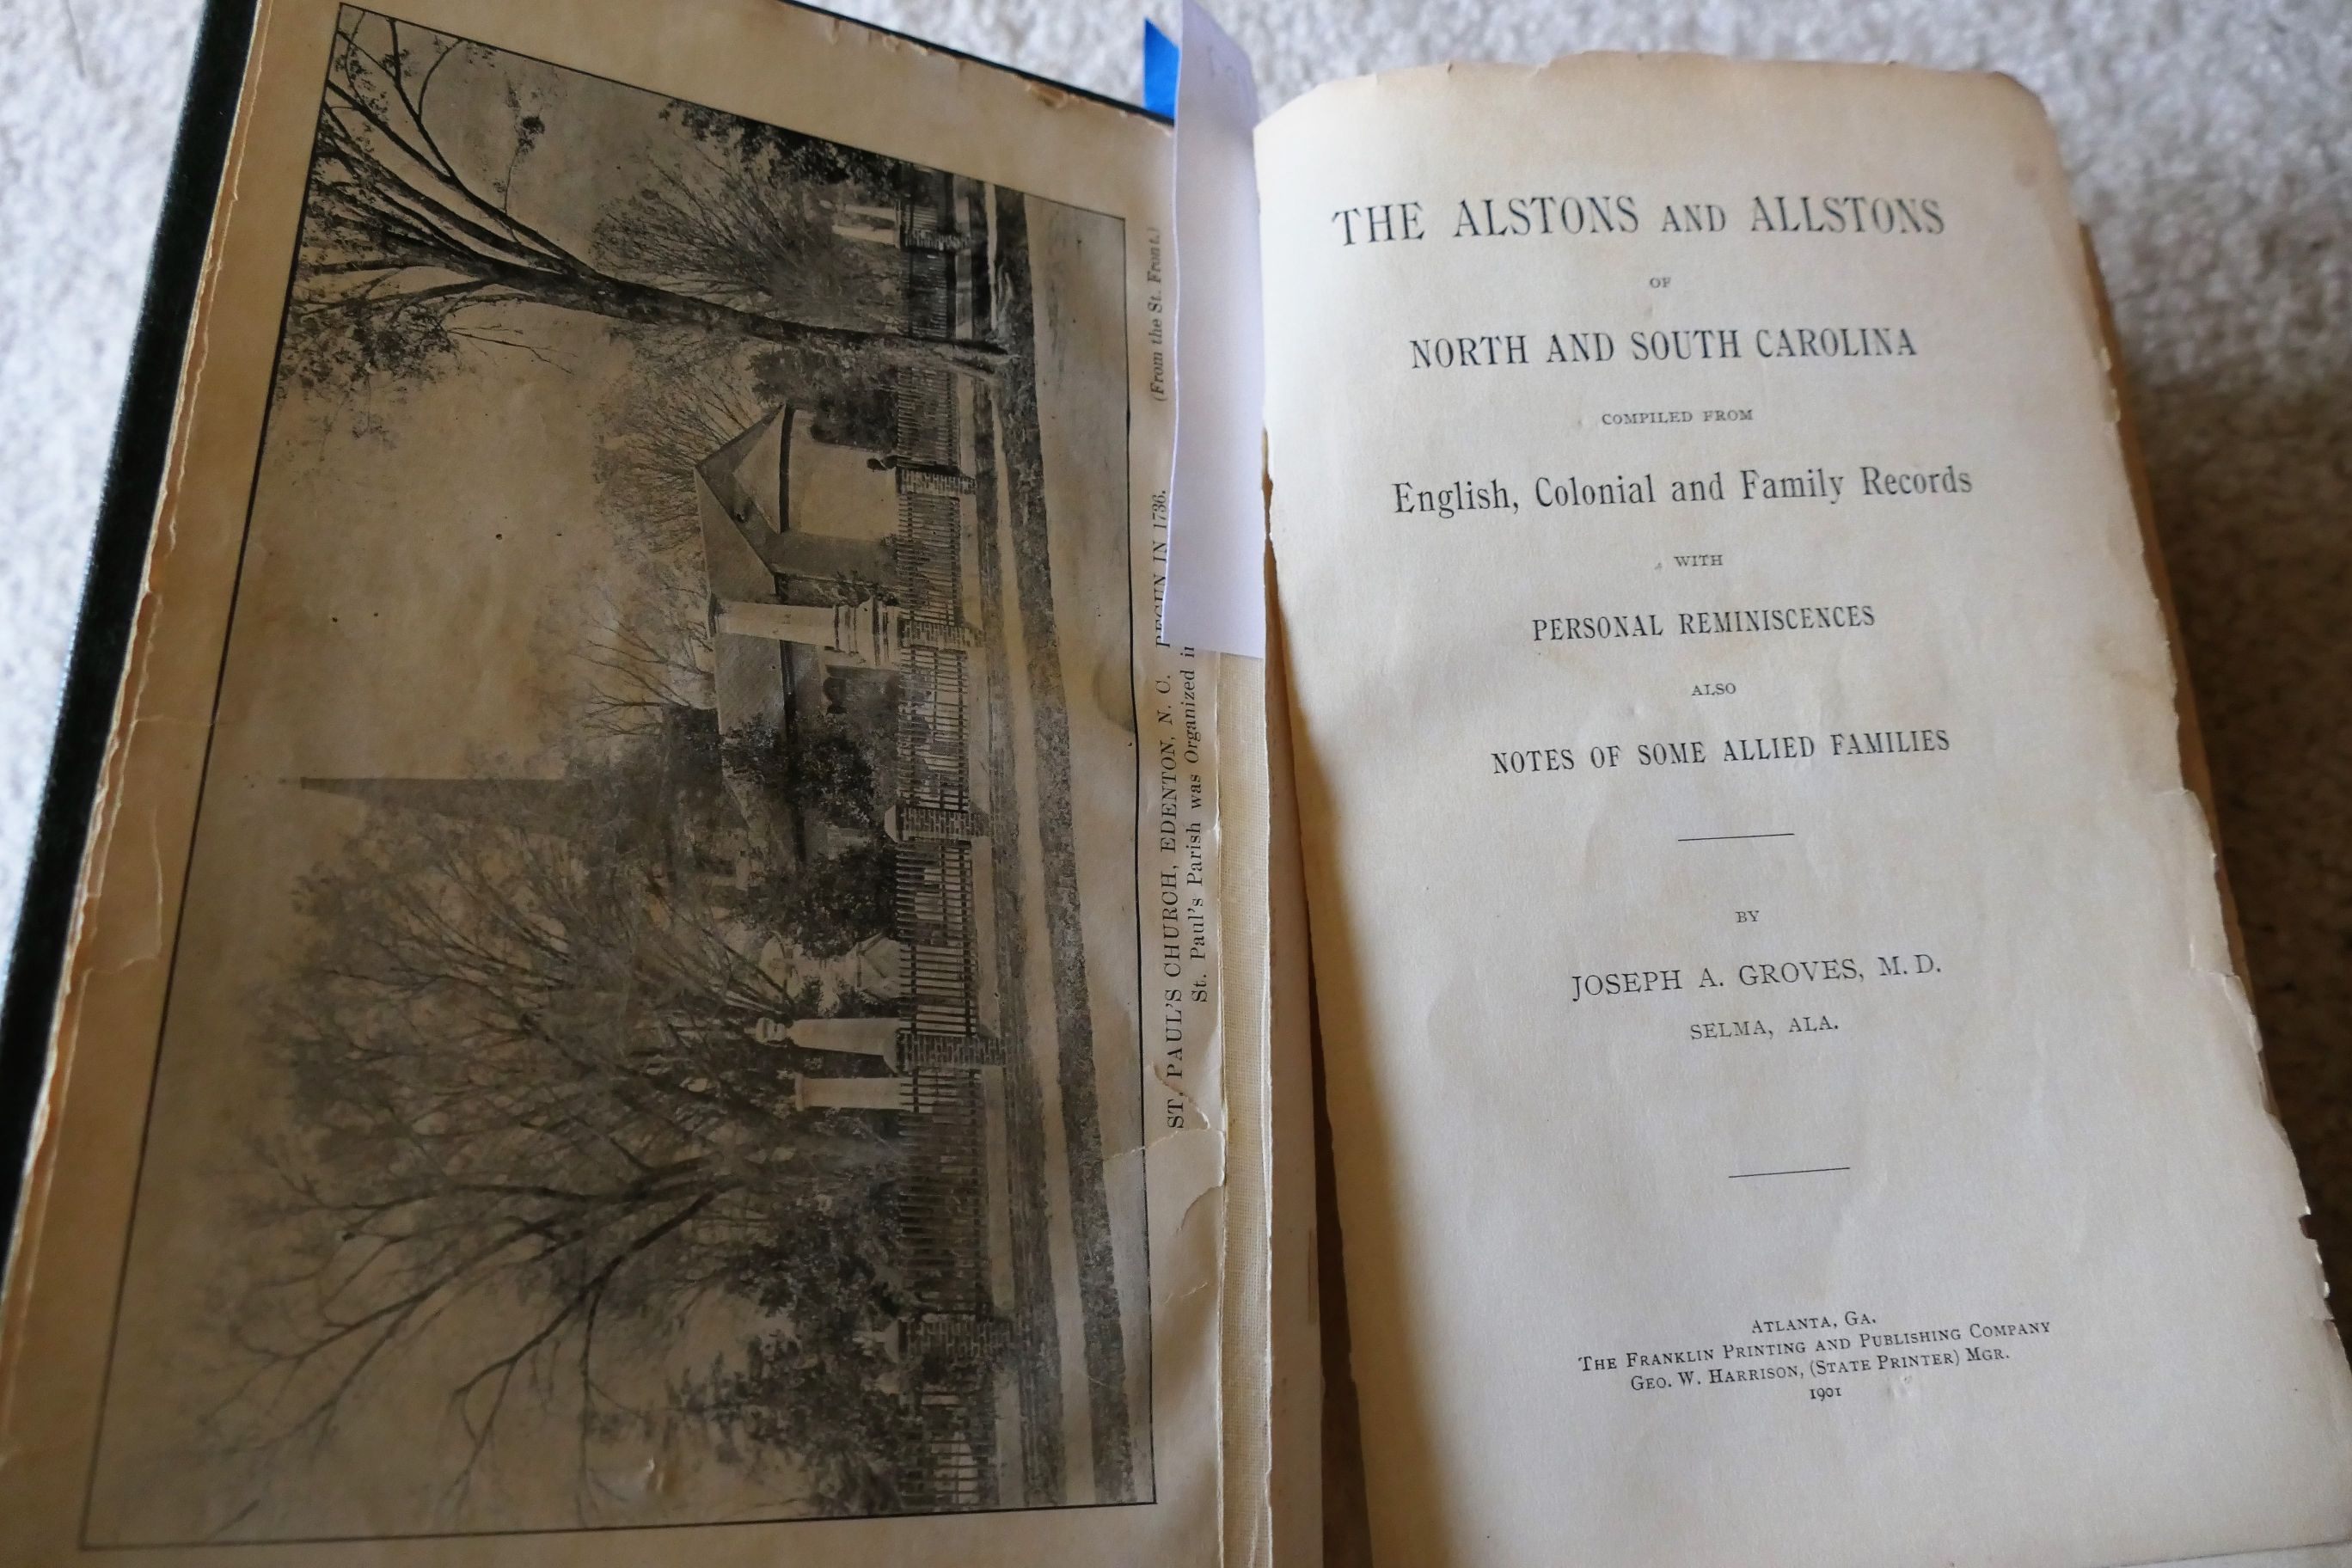 (From the St. Front.)
ST. PAUL'S CHURCH, EDENTON, N. C. BEGUN IN 1736.
St. Paul's Parish was Organized
THE ALSTONS AND ALLSTONS
OF
NORTH AND SOUTH CAROLINA
COMPILED FROM
English, Colonial and Family Records
WITH
PERSONAL REMINISCENCES
ALSO
NOTES OF SOME ALLIED FAMILIES
BY
JOSEPH A. GROVES, M. D.
SELMA, ALA.
ATLANTA, GA.
THE FRANKLIN PRINTING AND PUBLISHING COMPANY
GEO. W. HARRISON, (STATE PRINTER) MGR.
1901